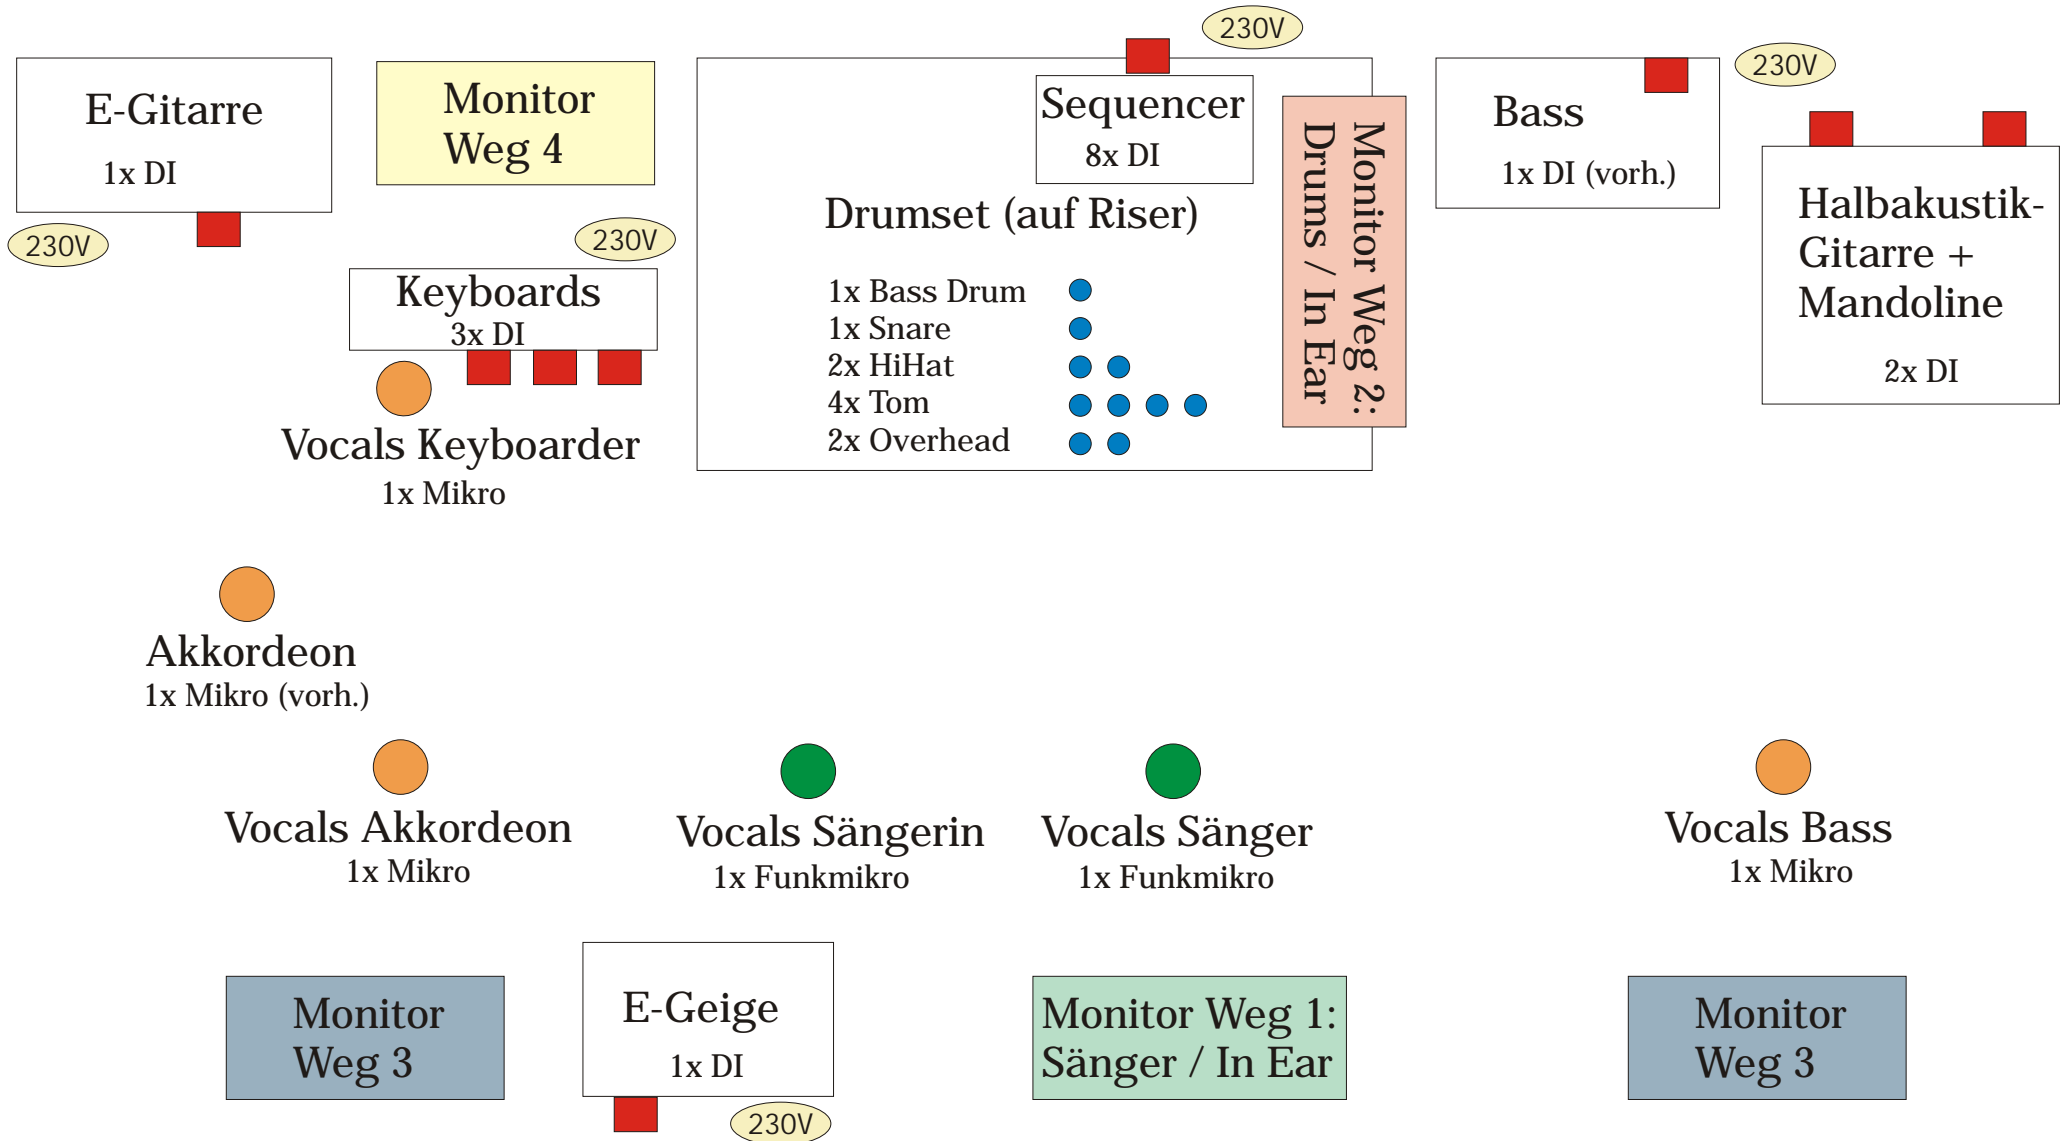 230V
E-Gitarre
1x DI
230V
Monitor
Weg 4
230V
Keyboards
3x DI
Vocals Keyboarder
1x Mikro
Sequencer
8x DI
Drumset (auf Riser)
1x Bass Drum
1x Snare
2x HiHat
4x Tom
2x Overhead
Monitor Weg 2:
Drums / In Ear
Bass
1x DI (vorh.)
230V
Halbakustik-
Gitarre +
Mandoline
2x DI
Akkordeon
1x Mikro (vorh.)
Vocals Akkordeon
1x Mikro
Vocals Sängerin
1x Funkmikro
Vocals Sänger
1x Funkmikro
Vocals Bass
1x Mikro
Monitor
Weg 3
E-Geige
1x DI
230V
Monitor Weg 1:
Sänger / In Ear
Monitor
Weg 3